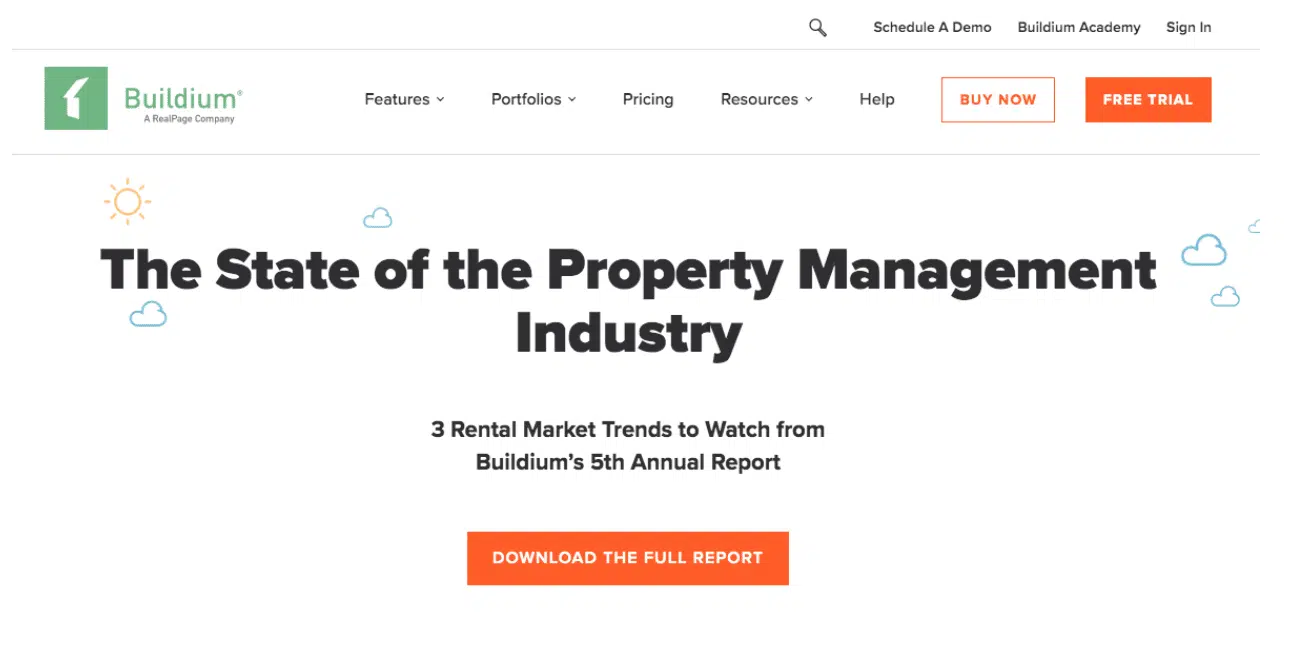 Schedule A Demo Buildium Academy Sign In
Buildium®
A RealPage Company
Features Portfolios Pricing Resources Help BUY NOW FREE TRIAL
The State of the Property Management
Industry
3 Rental Market Trends to Watch from
Buildium’s 5th Annual Report
DOWNLOAD THE FULL REPORT